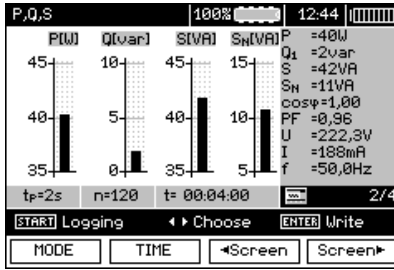 P,Q,S 100% 12:44
P[W] Q[var] S[VA] SN[VA]
45 10 45 15
40 5 40 10
35 0 35 5
P =40W
Q1 =2var
S =42VA
SN =11VA
cosφ=1,00
PF =0,96
U =222,3V
I =188mA
f =50,0Hz
tP=2s n=120 t= 00:04:00 2/4
START Logging ◂ ▸ Choose ENTER Write
MODE TIME ◄Screen Screen►